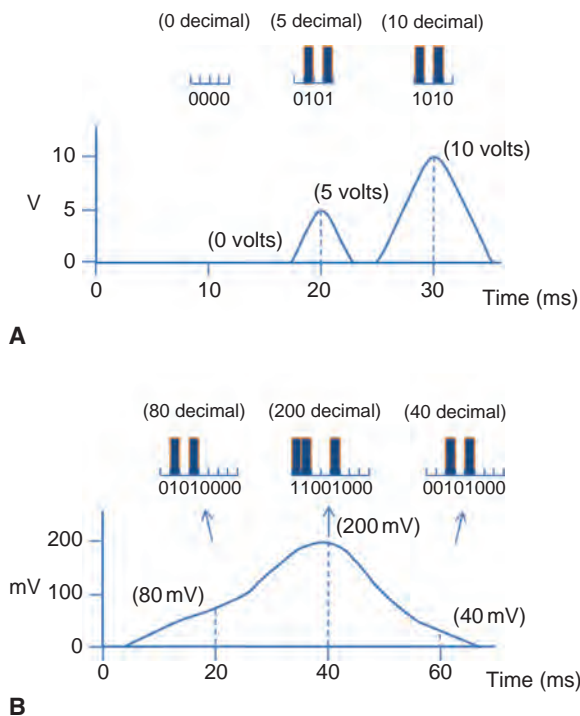 (0 decimal) (5 decimal) (10 decimal)
0000 0101 1010
10
(10 volts)
V
5
(5 volts)
(0 volts)
0
0 10 20 30
Time (ms)
A
(80 decimal) (200 decimal) (40 decimal)
01010000 11001000 00101000
200
(200 mV)
mV
100
(80 mV)
(40 mV)
0
0 20 40 60
Time (ms)
B